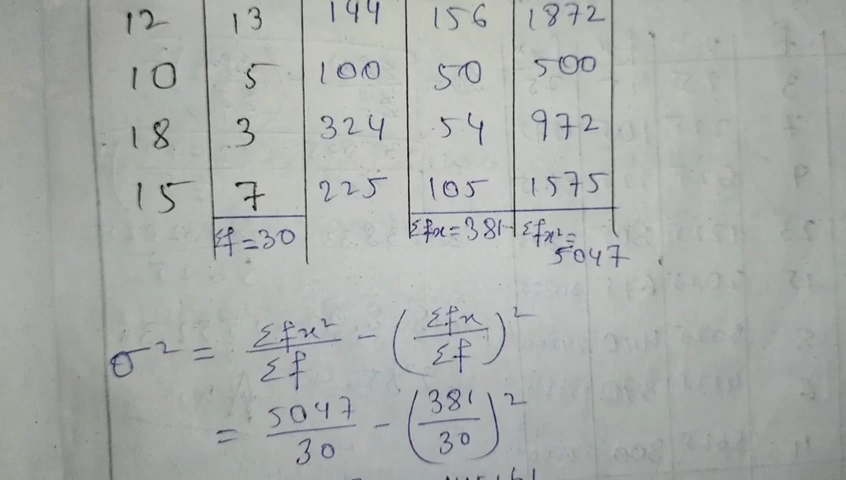 12 13 144 156 1872
10 5 100 50 500
18 3 324 54 972
15 7 225 105 1575
Σf=30 Σfx=381 Σfx²=
5047
σ² = Σfx²/Σf - (Σfx/Σf)²
= 5047/30 - (381/30)²